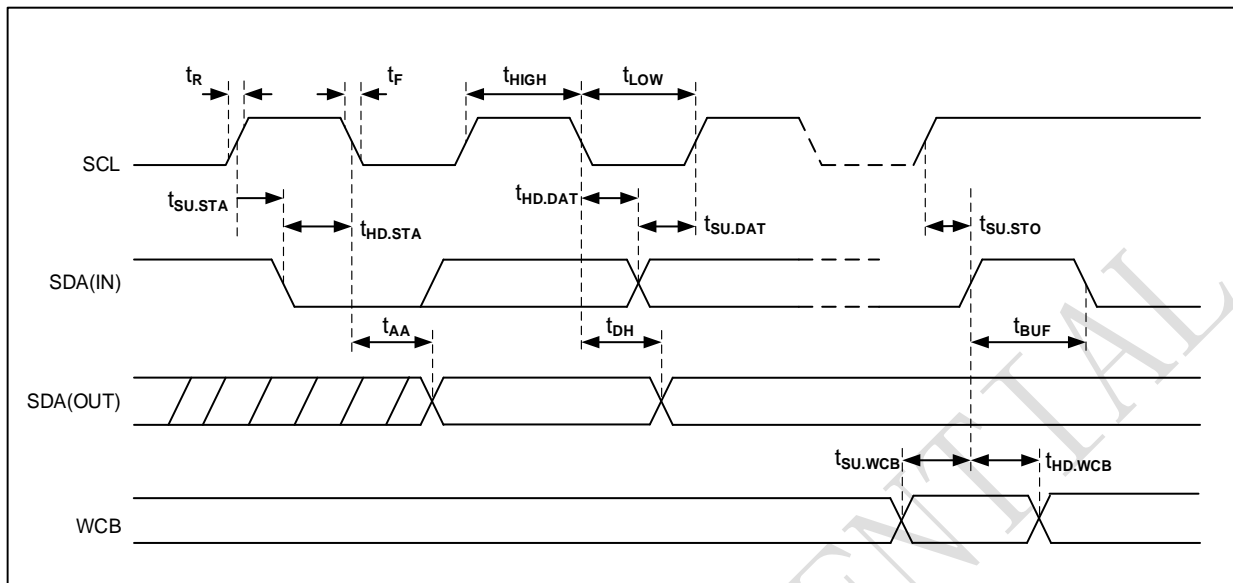 tR
tF
tHIGH
tLOW
SCL
tSU.STA
tHD.STA
tHD.DAT
tSU.DAT
tSU.STO
SDA(IN)
tAA
tDH
tBUF
SDA(OUT)
tSU.WCB
tHD.WCB
WCB
ENTIAL